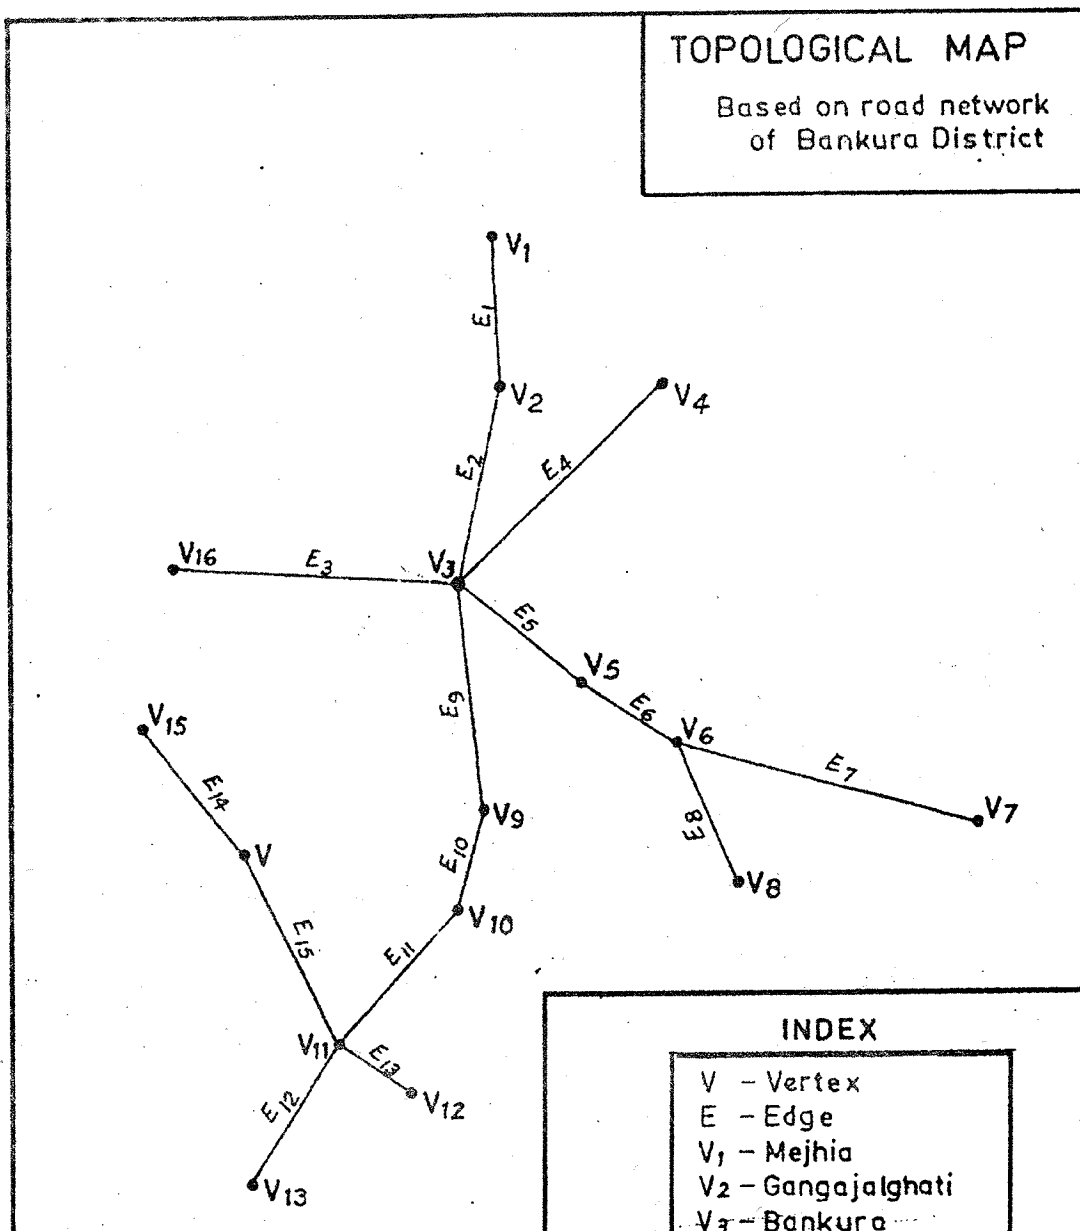 TOPOLOGICAL MAP
Based on road network
of Bankura District
V1
E1
V2
V4
E2
E4
V16
E3
V3
E5
V5
E9
E6
V6
V15
E7
E14
V9
V7
E8
V
E10
V8
V10
E15
E11
V11
E13
V12
E12
V13
INDEX
V – Vertex
E – Edge
V1 – Mejhia
V2 – Gangajalghati
V3 – Bankura